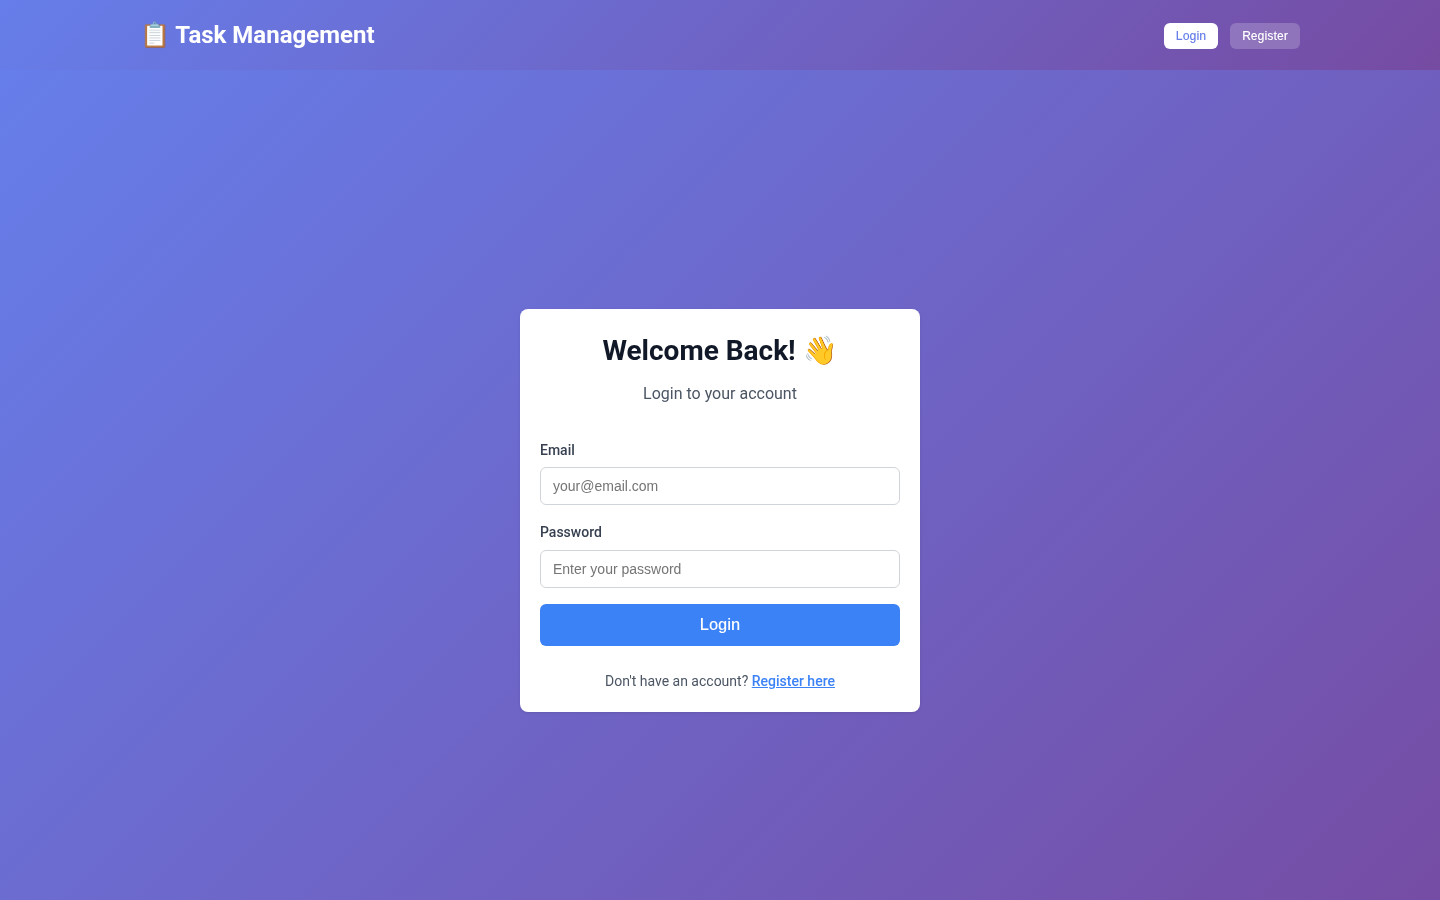 📋 Task Management
Login
Register
Welcome Back! 👋
Login to your account
Email
your@email.com
Password
Enter your password
Login
Don't have an account? Register here